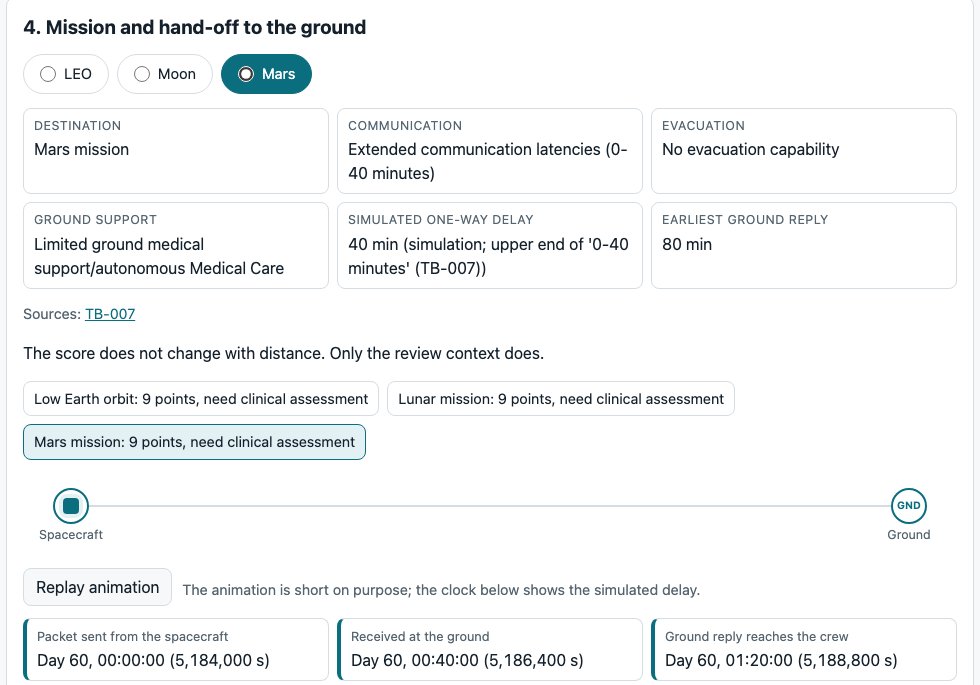 4. Mission and hand-off to the ground
LEO
Moon
Mars
DESTINATION
Mars mission
COMMUNICATION
Extended communication latencies (0-
40 minutes)
EVACUATION
No evacuation capability
GROUND SUPPORT
Limited ground medical
support/autonomous Medical Care
SIMULATED ONE-WAY DELAY
40 min (simulation; upper end of '0-40
minutes' (TB-007))
EARLIEST GROUND REPLY
80 min
Sources: TB-007
The score does not change with distance. Only the review context does.
Low Earth orbit: 9 points, need clinical assessment
Lunar mission: 9 points, need clinical assessment
Mars mission: 9 points, need clinical assessment
GND
Spacecraft
Ground
Replay animation
The animation is short on purpose; the clock below shows the simulated delay.
Packet sent from the spacecraft
Day 60, 00:00:00 (5,184,000 s)
Received at the ground
Day 60, 00:40:00 (5,186,400 s)
Ground reply reaches the crew
Day 60, 01:20:00 (5,188,800 s)